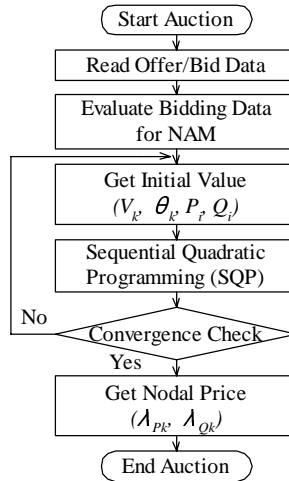 Start Auction
Read Offer/Bid Data
Evaluate Bidding Data
for NAM
Get Initial Value
(V_k, θ_k, P_i, Q_i)
Sequential Quadratic
Programming (SQP)
No
Convergence Check
Yes
Get Nodal Price
(λ_Pk, λ_Qk)
End Auction